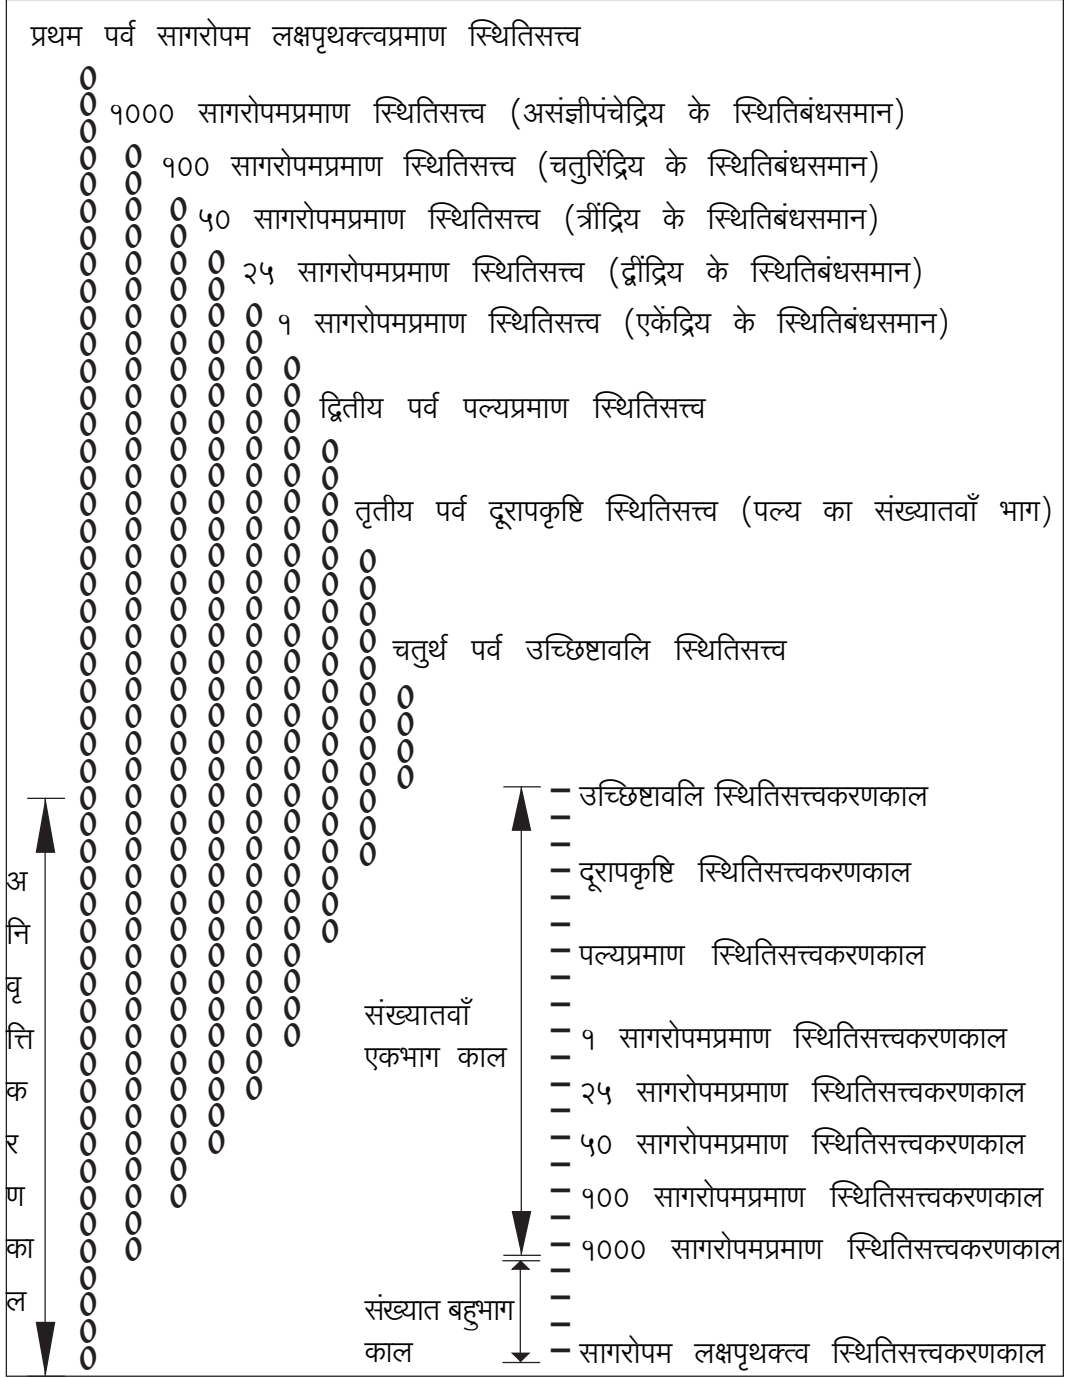 प्रथम पर्व सागरोपम लक्षपृथक्त्वप्रमाण स्थितिसत्त्व
१००० सागरोपमप्रमाण स्थितिसत्त्व (असंज्ञीपंचेद्रिय के स्थितिबंधसमान)
१०० सागरोपमप्रमाण स्थितिसत्त्व (चतुरिंद्रिय के स्थितिबंधसमान)
५० सागरोपमप्रमाण स्थितिसत्त्व (त्रींद्रिय के स्थितिबंधसमान)
२५ सागरोपमप्रमाण स्थितिसत्त्व (द्वींद्रिय के स्थितिबंधसमान)
१ सागरोपमप्रमाण स्थितिसत्त्व (एकेंद्रिय के स्थितिबंधसमान)
द्वितीय पर्व पल्यप्रमाण स्थितिसत्त्व
तृतीय पर्व दूरापकृष्टि स्थितिसत्त्व (पल्य का संख्यातवाँ भाग)
चतुर्थ पर्व उच्छिष्टावलि स्थितिसत्त्व
अ
नि
वृ
त्ति
क
र
ण
का
ल
संख्यातवाँ
एकभाग काल
संख्यात बहुभाग
काल
उच्छिष्टावलि स्थितिसत्त्वकरणकाल
दूरापकृष्टि स्थितिसत्त्वकरणकाल
पल्यप्रमाण स्थितिसत्त्वकरणकाल
१ सागरोपमप्रमाण स्थितिसत्त्वकरणकाल
२५ सागरोपमप्रमाण स्थितिसत्त्वकरणकाल
५० सागरोपमप्रमाण स्थितिसत्त्वकरणकाल
१०० सागरोपमप्रमाण स्थितिसत्त्वकरणकाल
१००० सागरोपमप्रमाण स्थितिसत्त्वकरणकाल
सागरोपम लक्षपृथक्त्व स्थितिसत्त्वकरणकाल